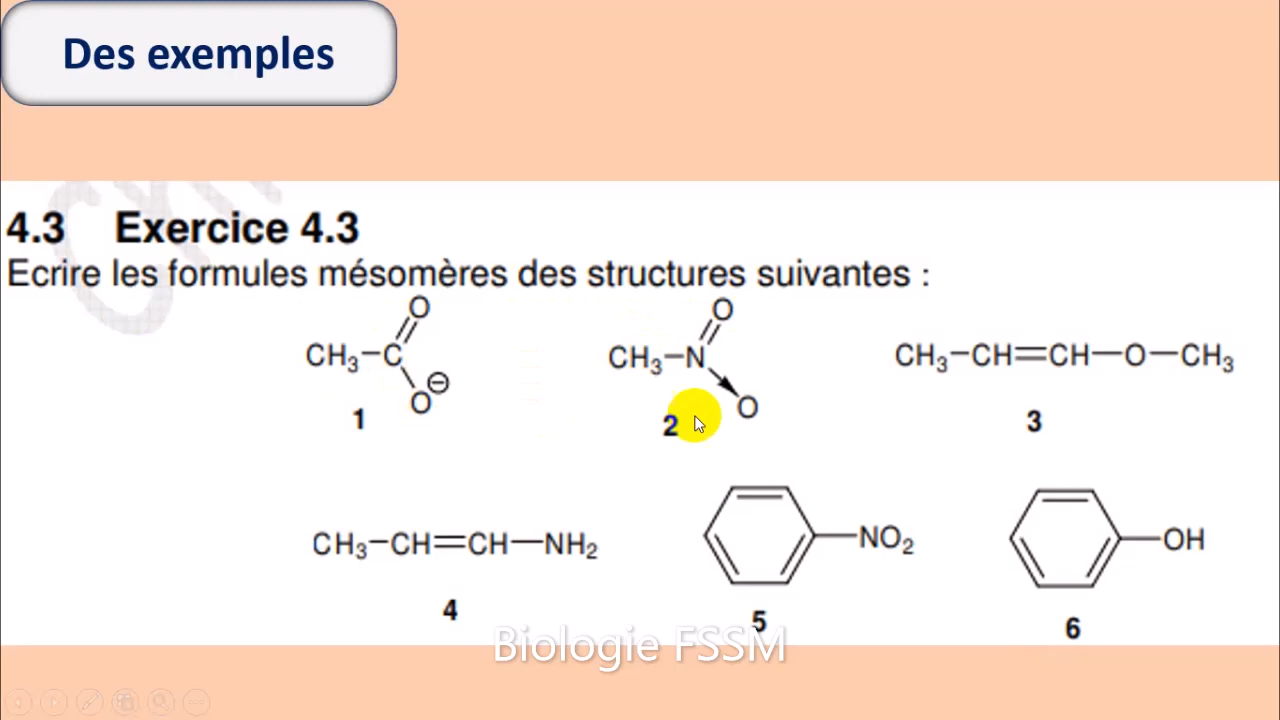 Des exemples
4.3 Exercice 4.3
Ecrire les formules mésomères des structures suivantes :
CH3-C O O ⊖
1
CH3-N O O
2
CH3-CH=CH-O-CH3
3
CH3-CH=CH-NH2
4
NO2
5
OH
6
Biologie FSSM